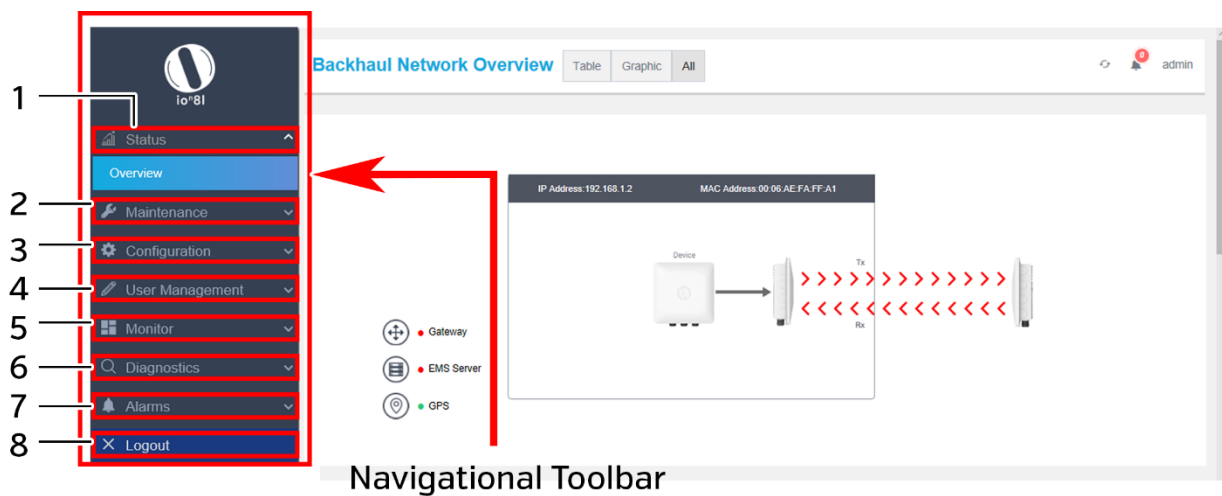 ioⁿ8l
Backhaul Network Overview Table Graphic All 0 admin
1
Status
Overview
IP Address:192.168.1.2 MAC Address:00:06:AE:FA:FF:A1
2 Maintenance
3 Configuration
4 User Management
5 Monitor
6 Diagnostics
7 Alarms
8 Logout
Device
Tx
Rx
Gateway
EMS Server
GPS
Navigational Toolbar